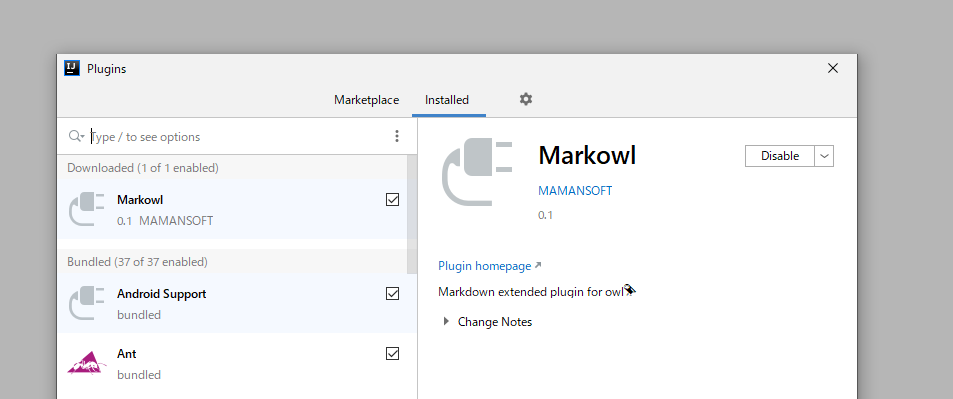 IJ Plugins
Marketplace Installed
Type / to see options
Downloaded (1 of 1 enabled)
Markowl
0.1 MAMANSOFT
Bundled (37 of 37 enabled)
Android Support
bundled
Ant
bundled
Markowl
Disable
MAMANSOFT
0.1
Plugin homepage
Markdown extended plugin for owl
Change Notes